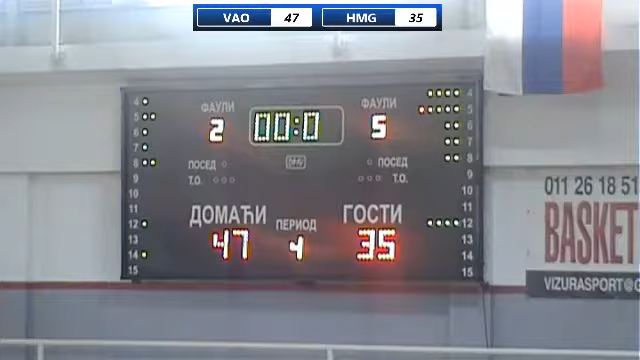 VAO 47 HMG 35
ФАУЛИ ФАУЛИ
2 00:0 5
ПОСЕД ПОСЕД
Т.О. Т.О.
ДОМАЋИ ПЕРИОД ГОСТИ
47 4 35
4 4
5 5
6 6
7 7
8 8
9 9
10 10
11 11
12 12
13 13
14 14
15 15
011 26 18 51
BASKET
VIZURASPORT@G